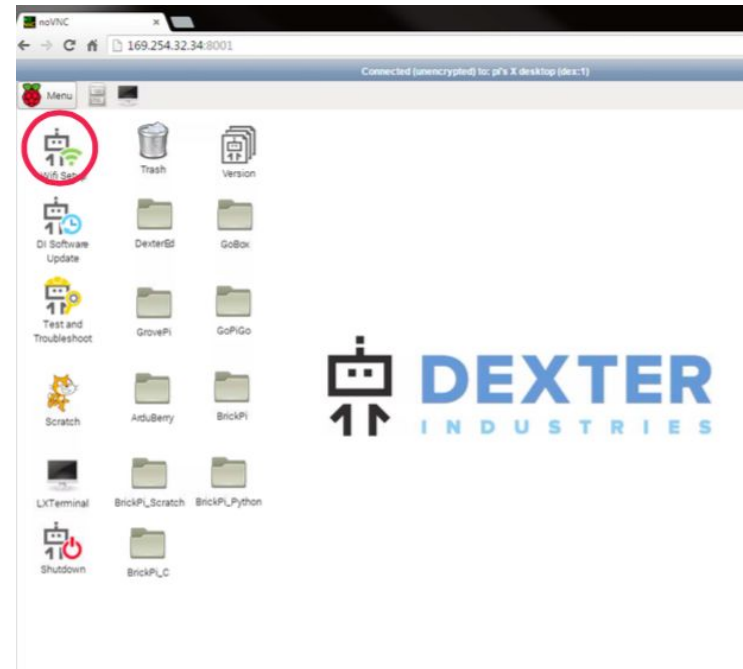 noVNC
169.254.32.34:8001
Connected (unencrypted) to: pi's X desktop (dex:1)
Menu
Wifi Setup
Trash
Version
DI Software
Update
DexterEd
GoBox
Test and
Troubleshoot
GrovePi
GoPiGo
Scratch
ArduBerry
BrickPi
LXTerminal
BrickPi_Scratch
BrickPi_Python
Shutdown
BrickPi_C
DEXTER
INDUSTRIES